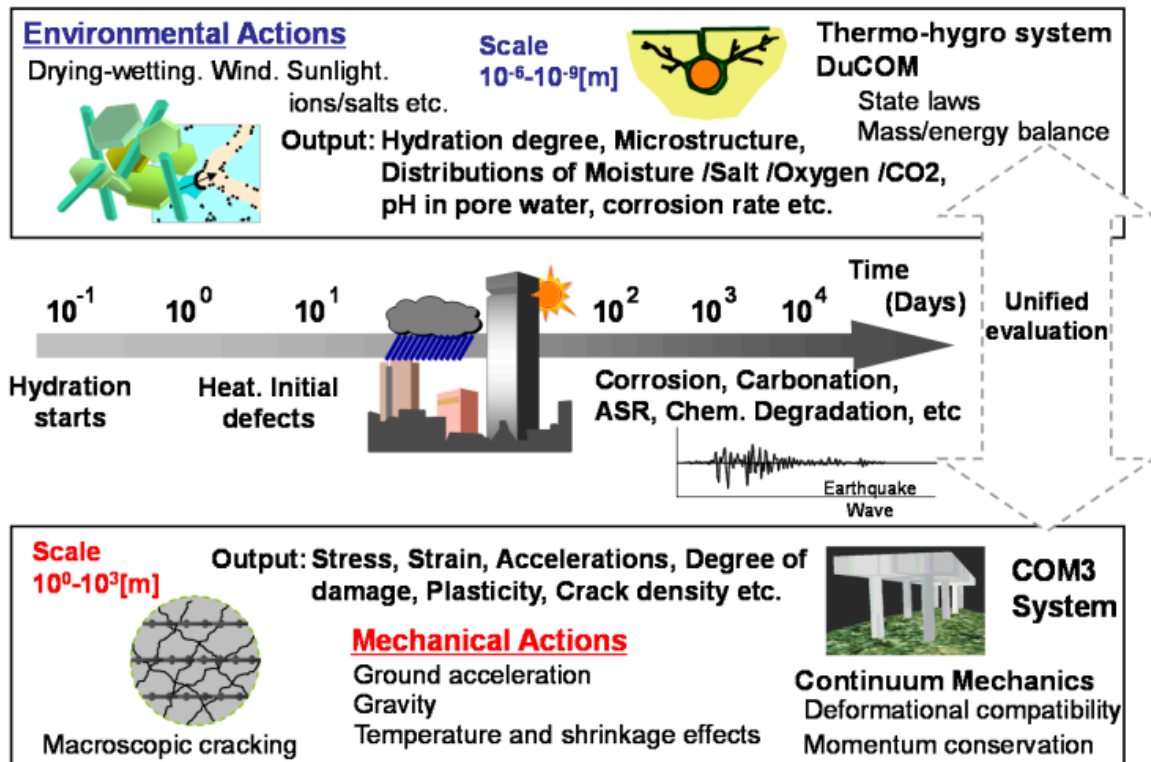 Environmental Actions
Drying-wetting. Wind. Sunlight.
ions/salts etc.
Scale
10⁻⁶-10⁻⁹[m]
Thermo-hygro system
DuCOM
State laws
Mass/energy balance
Output: Hydration degree, Microstructure,
Distributions of Moisture /Salt /Oxygen /CO2,
pH in pore water, corrosion rate etc.
10⁻¹ 10⁰ 10¹ 10² 10³ 10⁴
Time
(Days)
Unified
evaluation
Hydration
starts
Heat. Initial
defects
Corrosion, Carbonation,
ASR, Chem. Degradation, etc
Earthquake
Wave
Scale
10⁰-10³[m]
Output: Stress, Strain, Accelerations, Degree of
damage, Plasticity, Crack density etc.
COM3
System
Mechanical Actions
Ground acceleration
Gravity
Temperature and shrinkage effects
Macroscopic cracking
Continuum Mechanics
Deformational compatibility
Momentum conservation